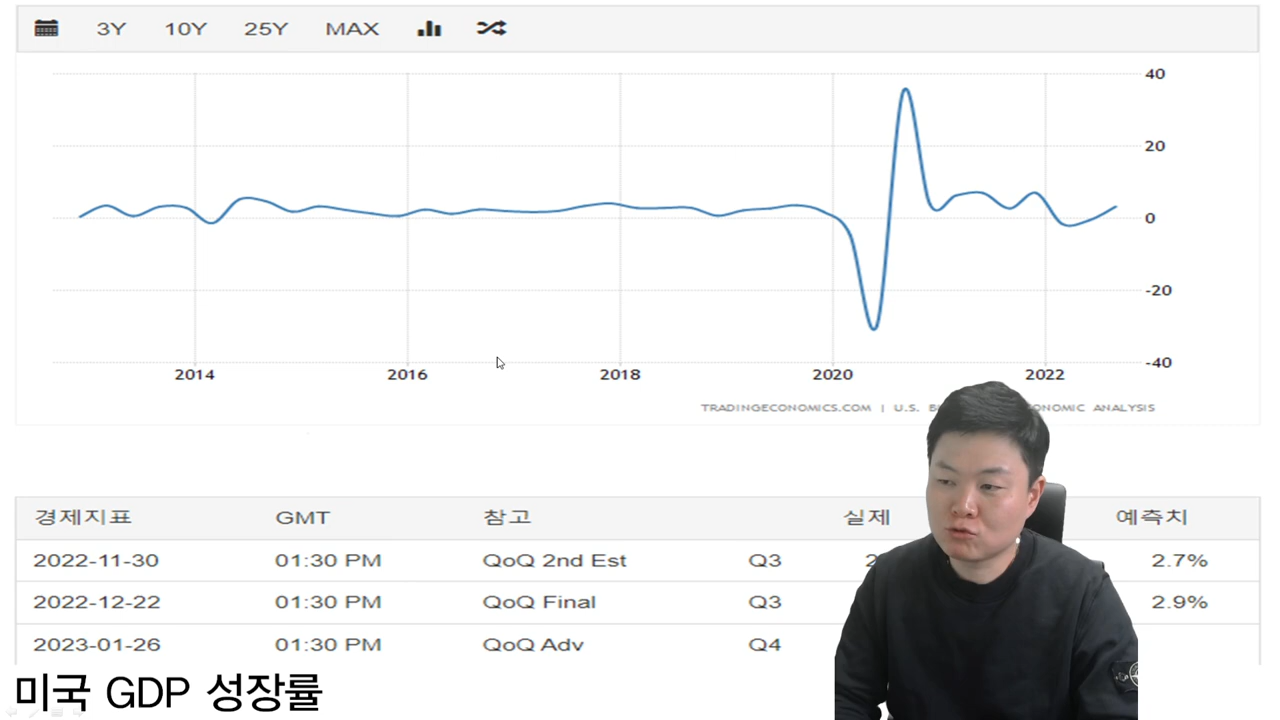 3Y 10Y 25Y MAX
40
20
0
-20
-40
2014 2016 2018 2020 2022
TRADINGECONOMICS.COM | U.S. ANALYSIS
경제지표 GMT 참고 실제 예측치
2022-11-30 01:30 PM QoQ 2nd Est Q3 2.7%
2022-12-22 01:30 PM QoQ Final Q3 2.9%
2023-01-26 01:30 PM QoQ Adv Q4
미국 GDP 성장률